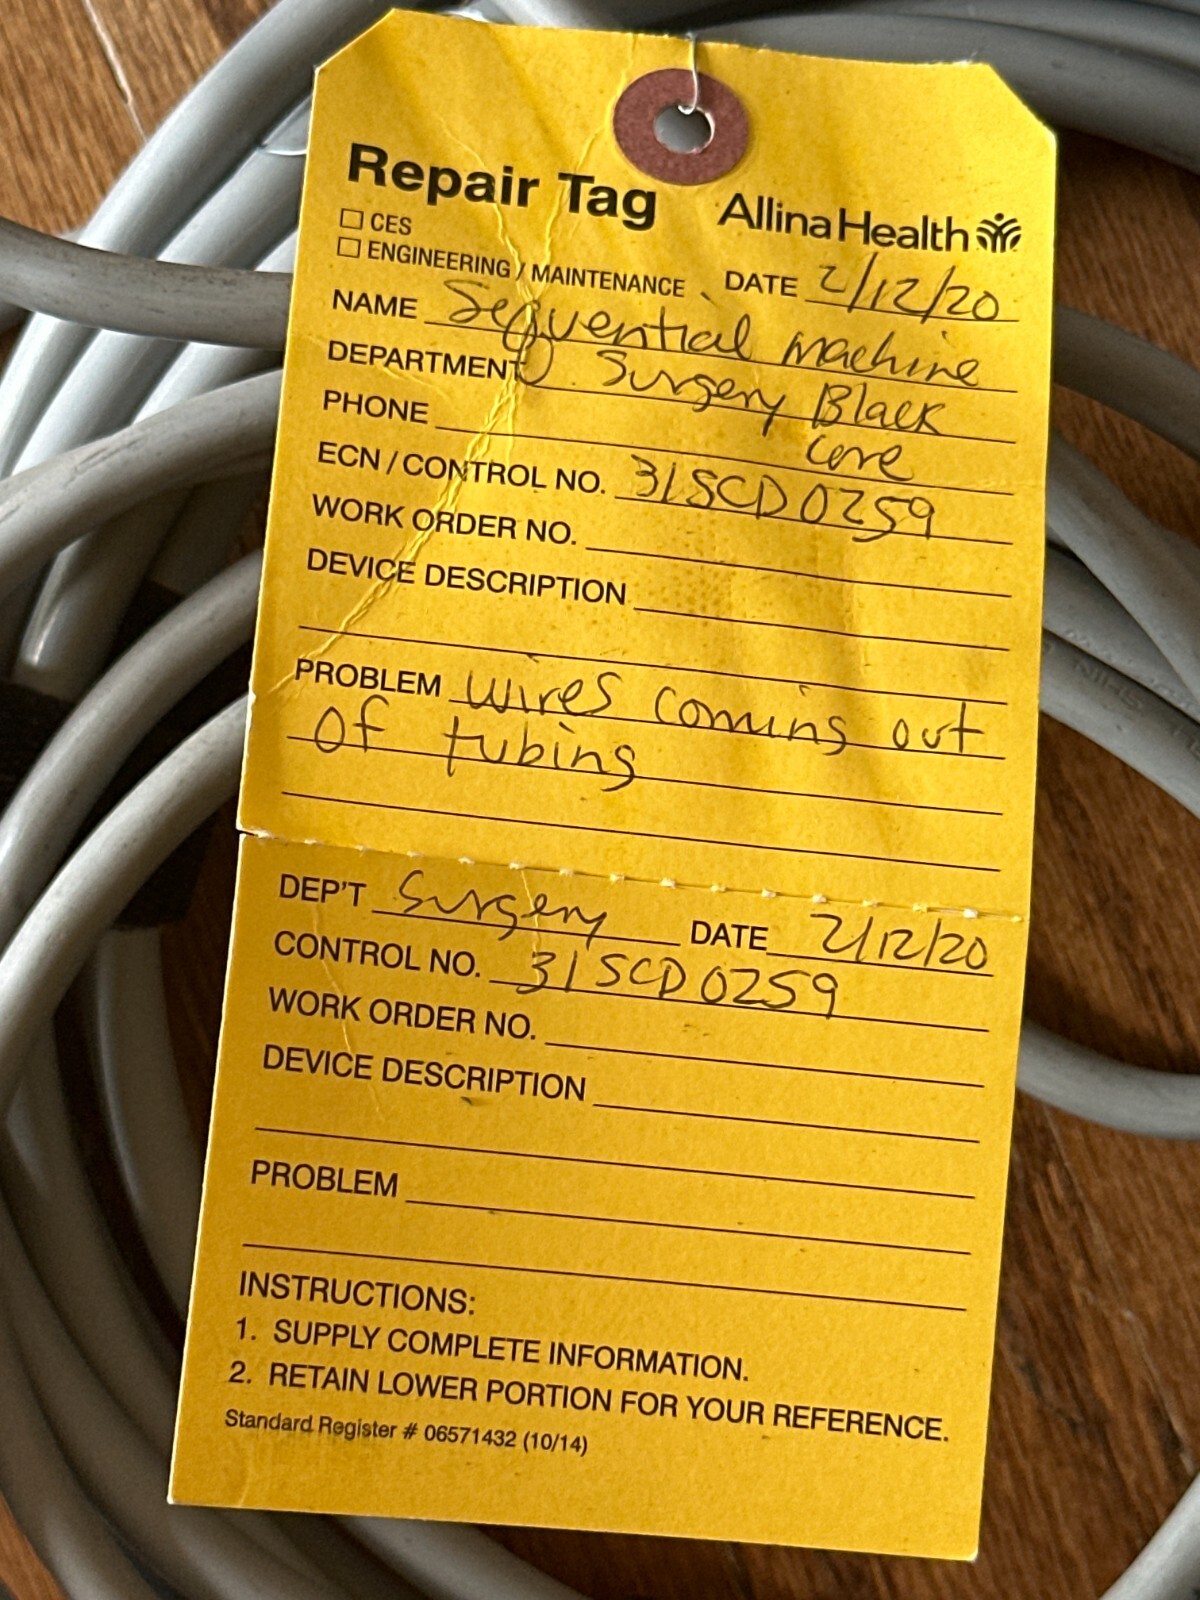 Repair Tag AllinaHealth
CES
ENGINEERING / MAINTENANCE DATE 2/12/20
NAME Sequential machine
DEPARTMENT Surgery Black
PHONE core
ECN / CONTROL NO. 31SCD0259
WORK ORDER NO.
DEVICE DESCRIPTION
PROBLEM wires coming out
of tubing
DEP'T Surgery DATE 2/12/20
CONTROL NO. 31SCD0259
WORK ORDER NO.
DEVICE DESCRIPTION
PROBLEM
INSTRUCTIONS:
1. SUPPLY COMPLETE INFORMATION.
2. RETAIN LOWER PORTION FOR YOUR REFERENCE.
Standard Register # 06571432 (10/14)